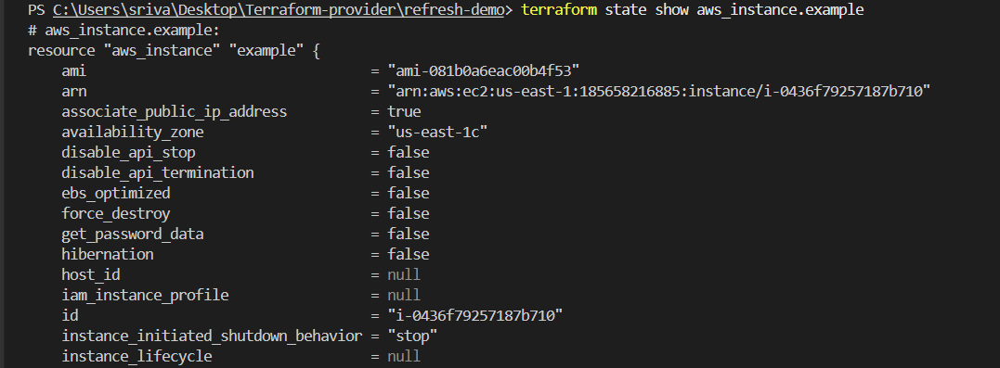 PS C:\Users\sriva\Desktop\Terraform-provider\refresh-demo> terraform state show aws_instance.example
# aws_instance.example:
resource "aws_instance" "example" {
    ami                                  = "ami-081b0a6eac00b4f53"
    arn                                  = "arn:aws:ec2:us-east-1:185658216885:instance/i-0436f79257187b710"
    associate_public_ip_address          = true
    availability_zone                    = "us-east-1c"
    disable_api_stop                     = false
    disable_api_termination              = false
    ebs_optimized                        = false
    force_destroy                        = false
    get_password_data                    = false
    hibernation                          = false
    host_id                              = null
    iam_instance_profile                 = null
    id                                   = "i-0436f79257187b710"
    instance_initiated_shutdown_behavior = "stop"
    instance_lifecycle                   = null